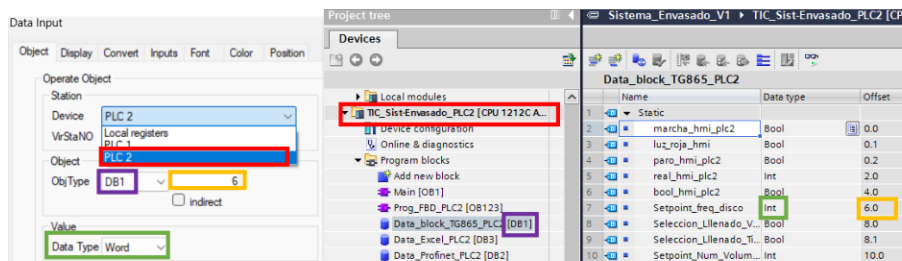 Data Input
Object Display Convert Inputs Font Color Position
Operate Object
Station
Device PLC 2
VirStaNO Local registers
PLC 1
PLC 2
Object
ObjType DB1 6
indirect
Value
Data Type Word
Project tree
Devices
Local modules
TIC_Sist-Envasado_PLC2 [CPU 1212C A...
Device configuration
Online & diagnostics
Program blocks
Add new block
Main [OB1]
Prog_FBD_PLC2 [OB123]
Data_block_TG865_PLC2 [DB1]
Data_Excel_PLC2 [DB3]
Data_Profinet_PLC2 [DB2]
Sistema_Envasado_V1 TIC_Sist-Envasado_PLC2 [CP
Data_block_TG865_PLC2
Name Data type Offset
1 Static
2 marcha_hmi_plc2 Bool 0.0
3 luz_roja_hmi Bool 0.1
4 paro_hmi_plc2 Bool 0.2
5 real_hmi_plc2 Int 2.0
6 bool_hmi_plc2 Bool 4.0
7 Setpoint_freq_disco Int 6.0
8 Seleccion_Lllenado_V... Bool 8.0
9 Seleccion_Lllenado_Ti... Bool 8.1
10 Setpoint_Num_Volum... Int 10.0